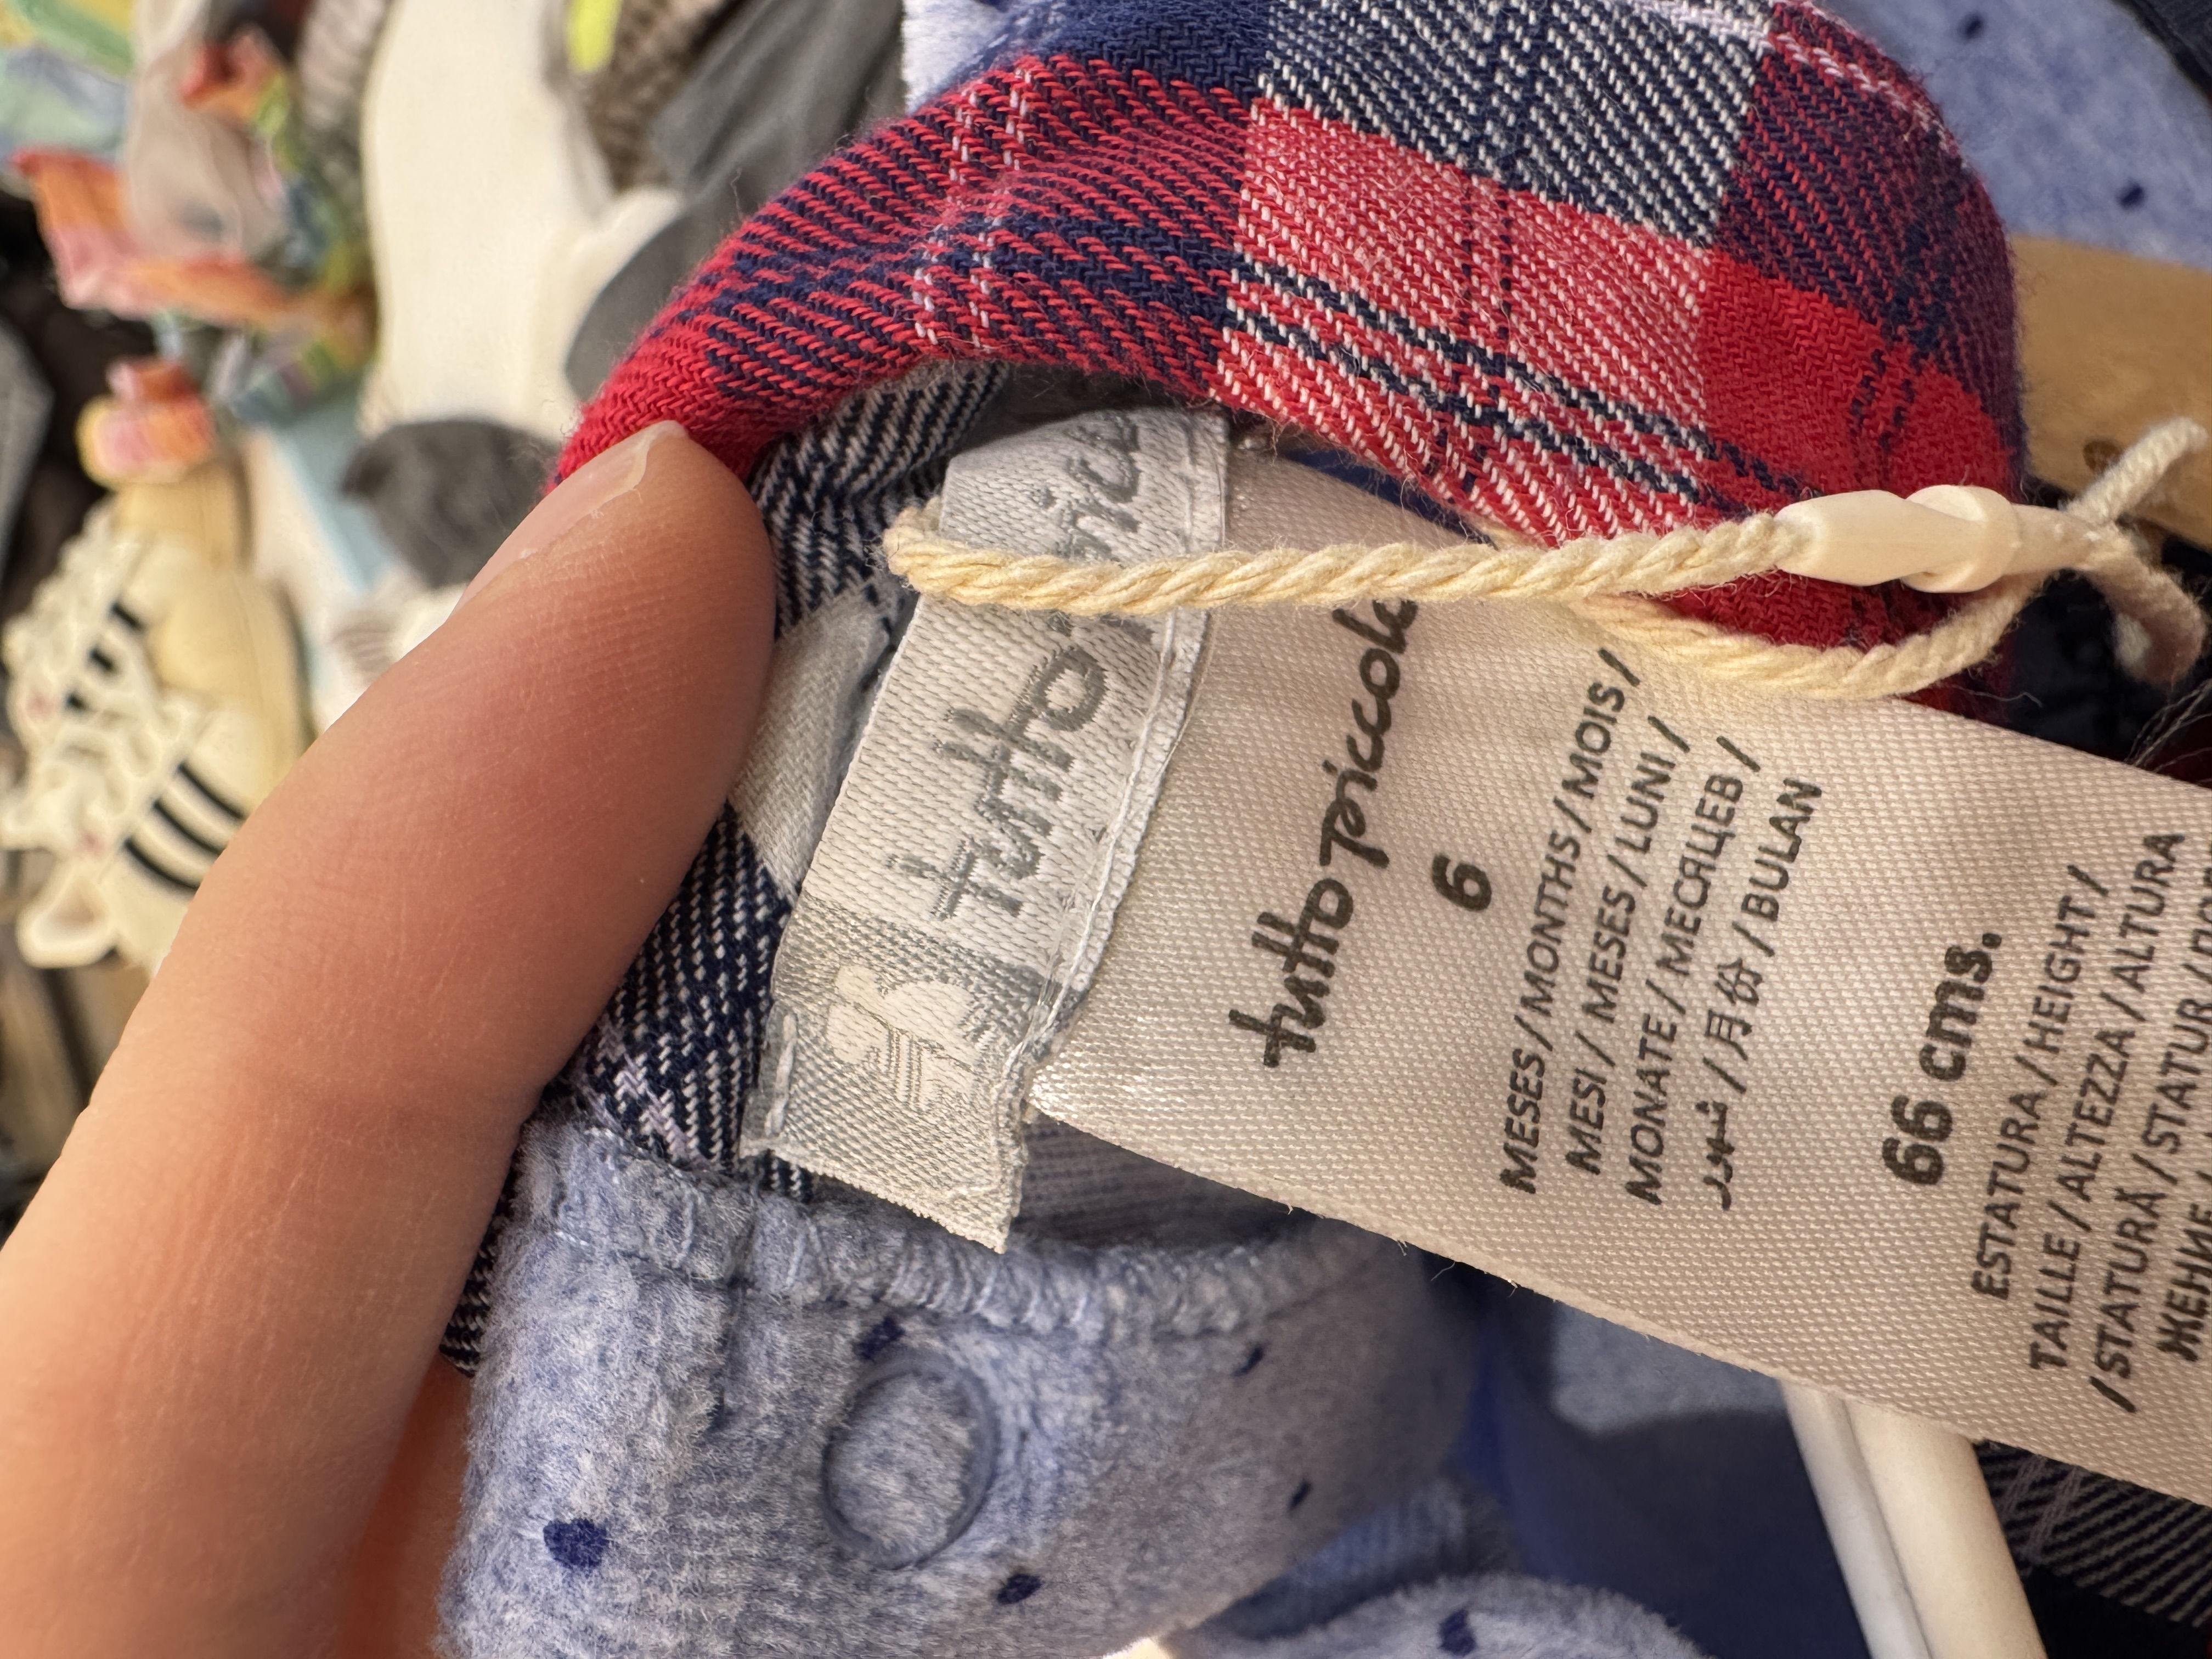 tutto
tutto piccolo
6
MESES / MONTHS / MOIS /
MESI / MESES / LUNI /
MONATE / МЕСЯЦЕВ /
شهور / 月份 / BULAN
66 cms.
ESTATURA / HEIGHT /
TAILLE / ALTEZZA / ALTURA
/ STATURĂ / STATUR /